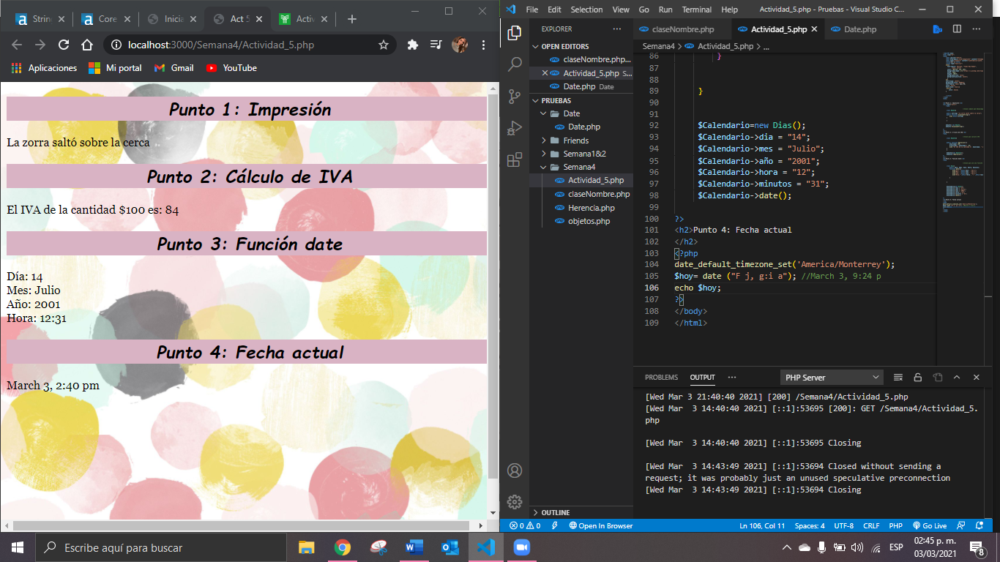 String
Core
Inicia
Act 5
Activ
localhost:3000/Semana4/Actividad_5.php
Aplicaciones
Mi portal
Gmail
YouTube
Punto 1: Impresión
La zorra saltó sobre la cerca
Punto 2: Cálculo de IVA
El IVA de la cantidad $100 es: 84
Punto 3: Función date
Día: 14
Mes: Julio
Año: 2001
Hora: 12:31
Punto 4: Fecha actual
March 3, 2:40 pm
File Edit Selection View Go Run Terminal Help
Actividad_5.php - Pruebas - Visual Studio C...
EXPLORER
OPEN EDITORS
claseNombre.php...
Actividad_5.php S...
Date.php Date
PRUEBAS
Date
Date.php
Friends
Semana1&2
Semana4
Actividad_5.php
claseNombre.php
Herencia.php
objetos.php
OUTLINE
claseNombre.php
Actividad_5.php
Date.php
Semana4 > Actividad_5.php > ...
86 }
87
88
89 }
90
91
92 $Calendario=new Dias();
93 $Calendario->dia = "14";
94 $Calendario->mes = "Julio";
95 $Calendario->año = "2001";
96 $Calendario->hora = "12";
97 $Calendario->minutos = "31";
98 $Calendario->date();
99
100 ?>
101 <h2>Punto 4: Fecha actual
102 </h2>
103 <?php
104 date_default_timezone_set('America/Monterrey');
105 $hoy= date ("F j, g:i a"); //March 3, 9:24 p
106 echo $hoy;
107 ?>
108 </body>
109 </html>
PROBLEMS OUTPUT ...
PHP Server
[Wed Mar 3 21:40:40 2021] [200] /Semana4/Actividad_5.php
[Wed Mar  3 14:40:40 2021] [::1]:53695 [200]: GET /Semana4/Actividad_5.
php
[Wed Mar  3 14:40:40 2021] [::1]:53695 Closing
[Wed Mar  3 14:43:49 2021] [::1]:53694 Closed without sending a
request; it was probably just an unused speculative preconnection
[Wed Mar  3 14:43:49 2021] [::1]:53694 Closing
0 0 Open In Browser
Ln 106, Col 11 Spaces: 4 UTF-8 CRLF PHP Go Live
Escribe aquí para buscar
ESP
02:45 p. m.
03/03/2021
8